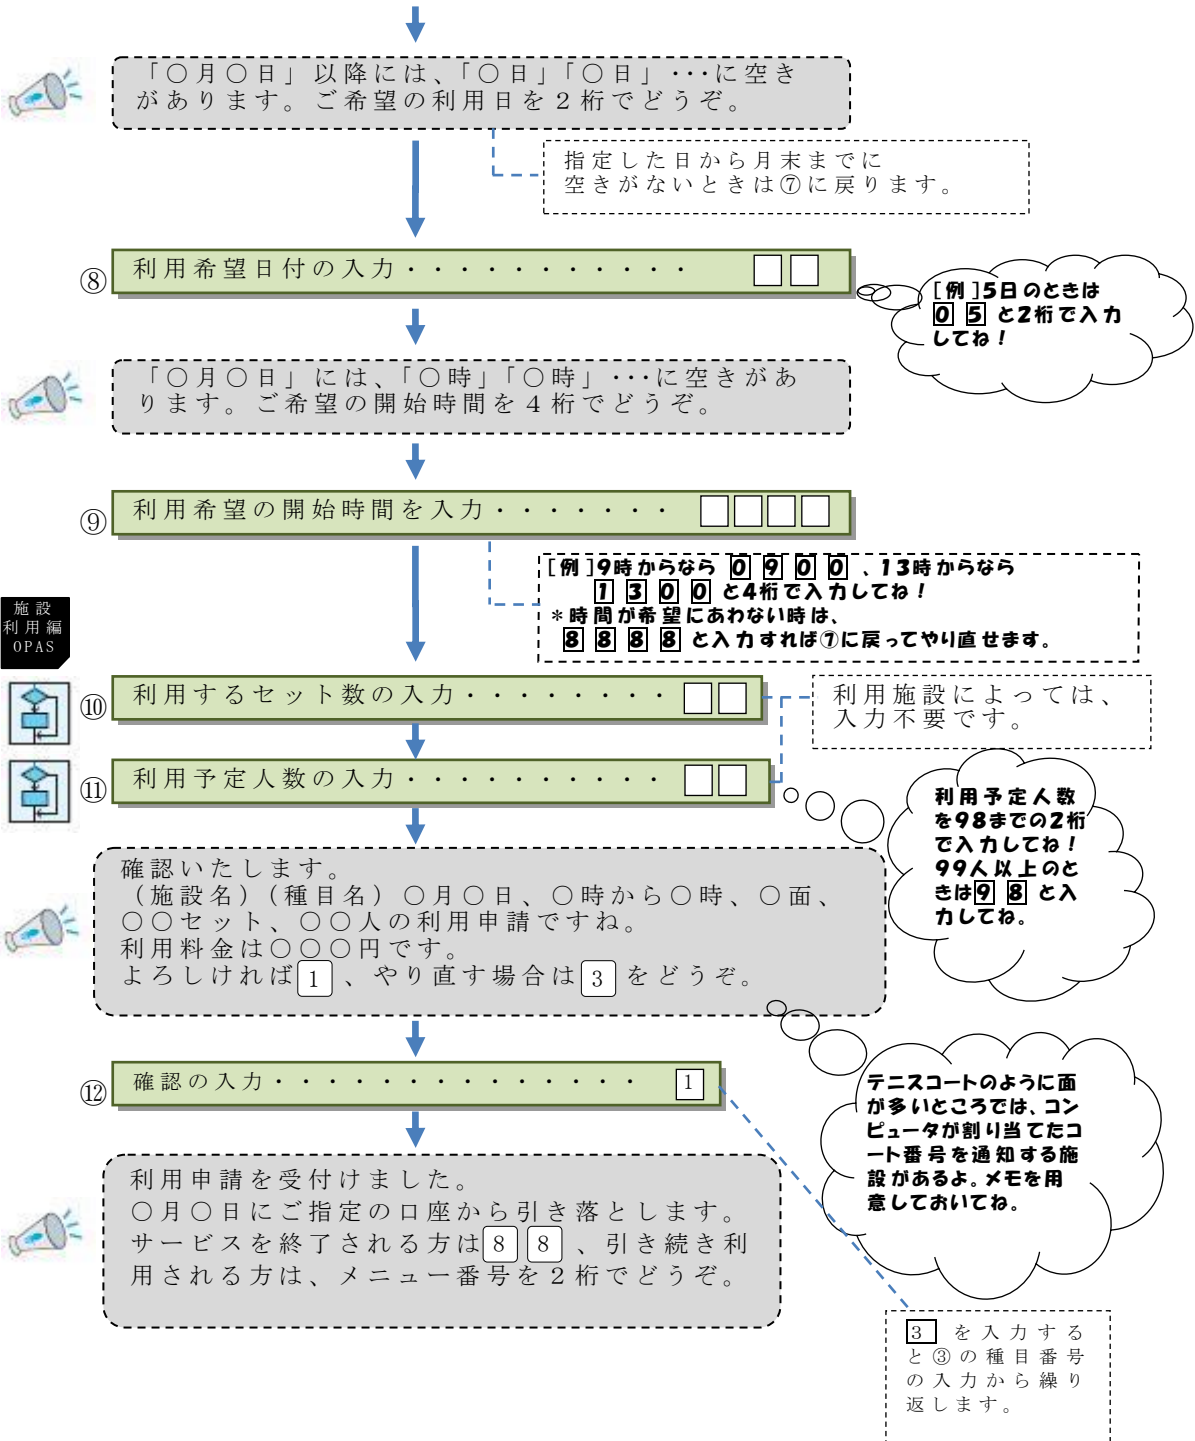 「○月○日」以降には、「○日」「○日」･･･に空き
があります。ご希望の利用日を２桁でどうぞ。
指定した日から月末までに
空きがないときは⑦に戻ります。
⑧ 利用希望日付の入力・・・・・・・・・・・
[例]5日のときは
0 5 と2桁で入力
してね！
「○月○日」には、「○時」「○時」･･･に空きがあ
ります。ご希望の開始時間を４桁でどうぞ。
⑨ 利用希望の開始時間を入力・・・・・・・
[例]9時からなら 0 9 0 0 、13時からなら
1 3 0 0 と4桁で入力してね！
＊時間が希望にあわない時は、
8 8 8 8 と入力すれば⑦に戻ってやり直せます。
施設
利用編
OPAS
⑩ 利用するセット数の入力・・・・・・・・
利用施設によっては、
入力不要です。
⑪ 利用予定人数の入力・・・・・・・・・・
利用予定人数
を98までの2桁
で入力してね！
99人以上のと
きは9 8 と入
力してね。
確認いたします。
（施設名）（種目名）○月○日、○時から○時、○面、
○○セット、○○人の利用申請ですね。
利用料金は○○○円です。
よろしければ 1 、やり直す場合は 3 をどうぞ。
⑫ 確認の入力・・・・・・・・・・・・・・ 1
テニスコートのように面
が多いところでは、コン
ピュータが割り当てたコ
ート番号を通知する施
設があるよ。メモを用
意しておいてね。
利用申請を受付けました。
○月○日にご指定の口座から引き落とします。
サービスを終了される方は 8 8 、引き続き利
用される方は、メニュー番号を２桁でどうぞ。
3 を入力する
と③の種目番号
の入力から繰り
返します。